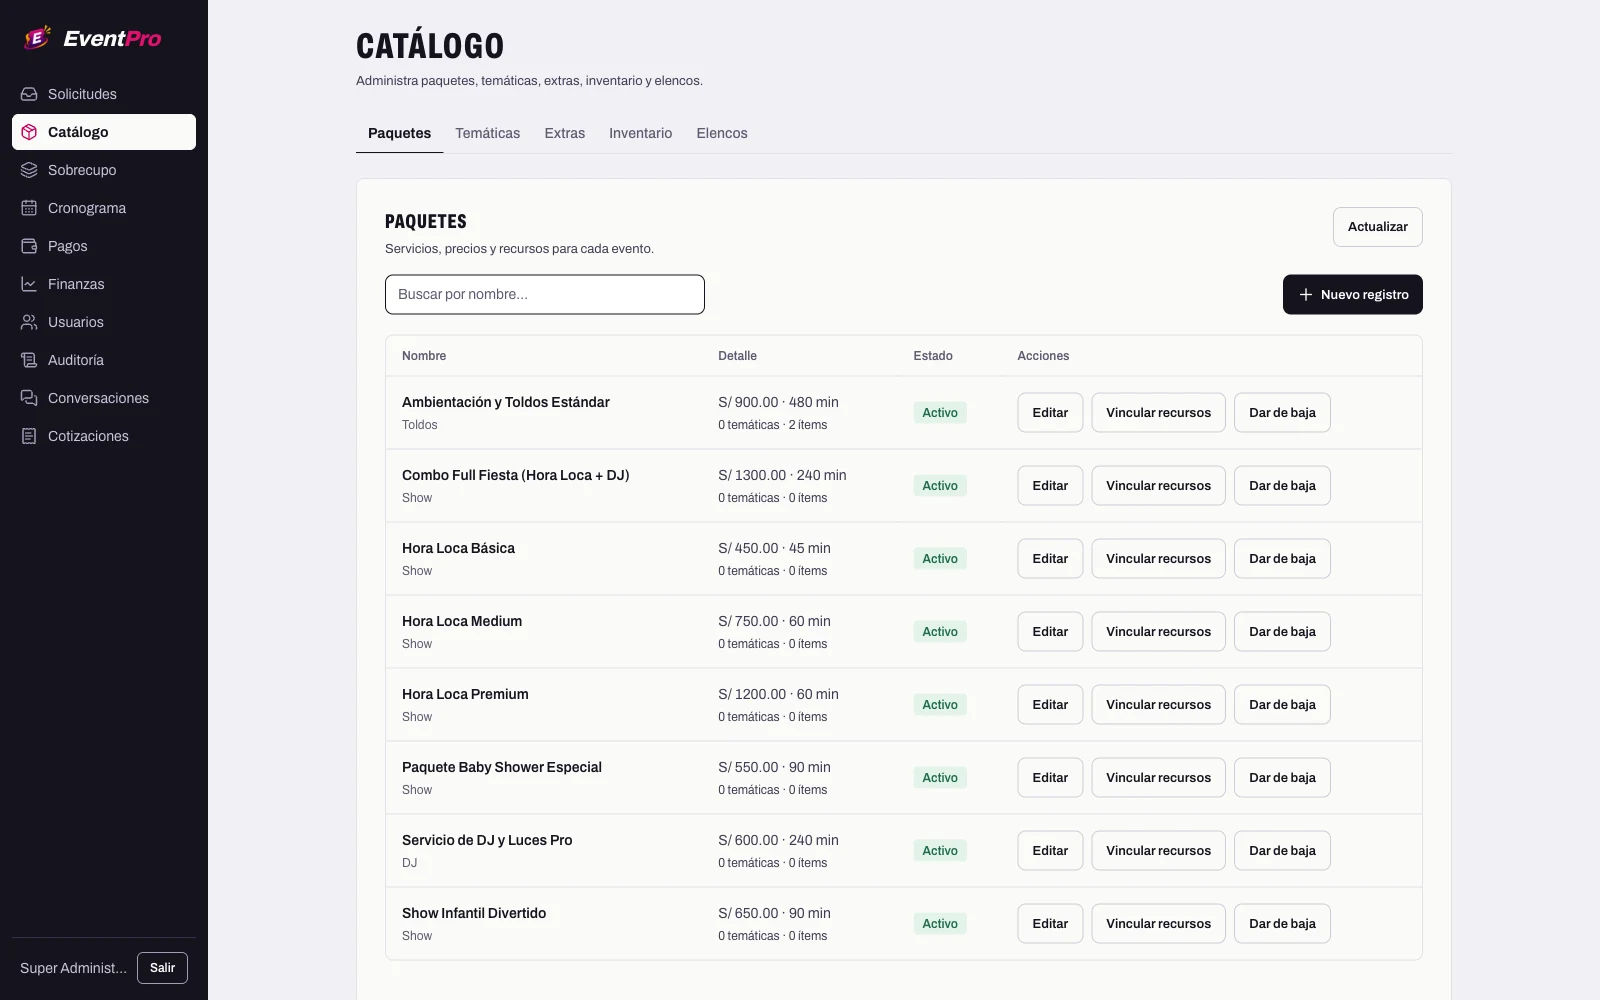 EventPro
Solicitudes
Catálogo
Sobrecupo
Cronograma
Pagos
Finanzas
Usuarios
Auditoría
Conversaciones
Cotizaciones
Super Administ...
Salir
CATÁLOGO
Administra paquetes, temáticas, extras, inventario y elencos.
Paquetes Temáticas Extras Inventario Elencos
PAQUETES
Servicios, precios y recursos para cada evento.
Actualizar
Buscar por nombre...
Nuevo registro
Nombre Detalle Estado Acciones
Ambientación y Toldos Estándar S/ 900.00 · 480 min Activo Editar Vincular recursos Dar de baja
Toldos 0 temáticas · 2 ítems
Combo Full Fiesta (Hora Loca + DJ) S/ 1300.00 · 240 min Activo Editar Vincular recursos Dar de baja
Show 0 temáticas · 0 ítems
Hora Loca Básica S/ 450.00 · 45 min Activo Editar Vincular recursos Dar de baja
Show 0 temáticas · 0 ítems
Hora Loca Medium S/ 750.00 · 60 min Activo Editar Vincular recursos Dar de baja
Show 0 temáticas · 0 ítems
Hora Loca Premium S/ 1200.00 · 60 min Activo Editar Vincular recursos Dar de baja
Show 0 temáticas · 0 ítems
Paquete Baby Shower Especial S/ 550.00 · 90 min Activo Editar Vincular recursos Dar de baja
Show 0 temáticas · 0 ítems
Servicio de DJ y Luces Pro S/ 600.00 · 240 min Activo Editar Vincular recursos Dar de baja
DJ 0 temáticas · 0 ítems
Show Infantil Divertido S/ 650.00 · 90 min Activo Editar Vincular recursos Dar de baja
Show 0 temáticas · 0 ítems